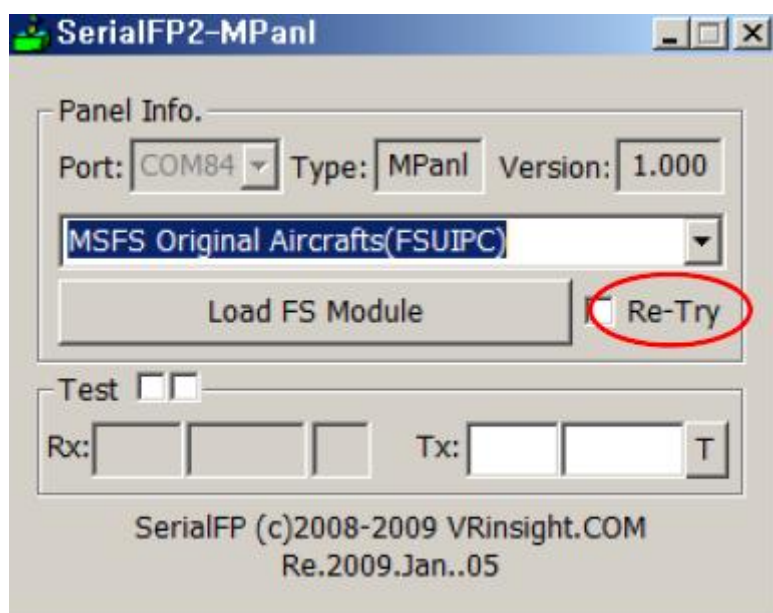 SerialFP2-MPanl
Panel Info.
Port: COM84 Type: MPanl Version: 1.000
MSFS Original Aircrafts(FSUIPC)
Load FS Module Re-Try
Test
Rx: Tx: T
SerialFP (c)2008-2009 VRinsight.COM
Re.2009.Jan..05